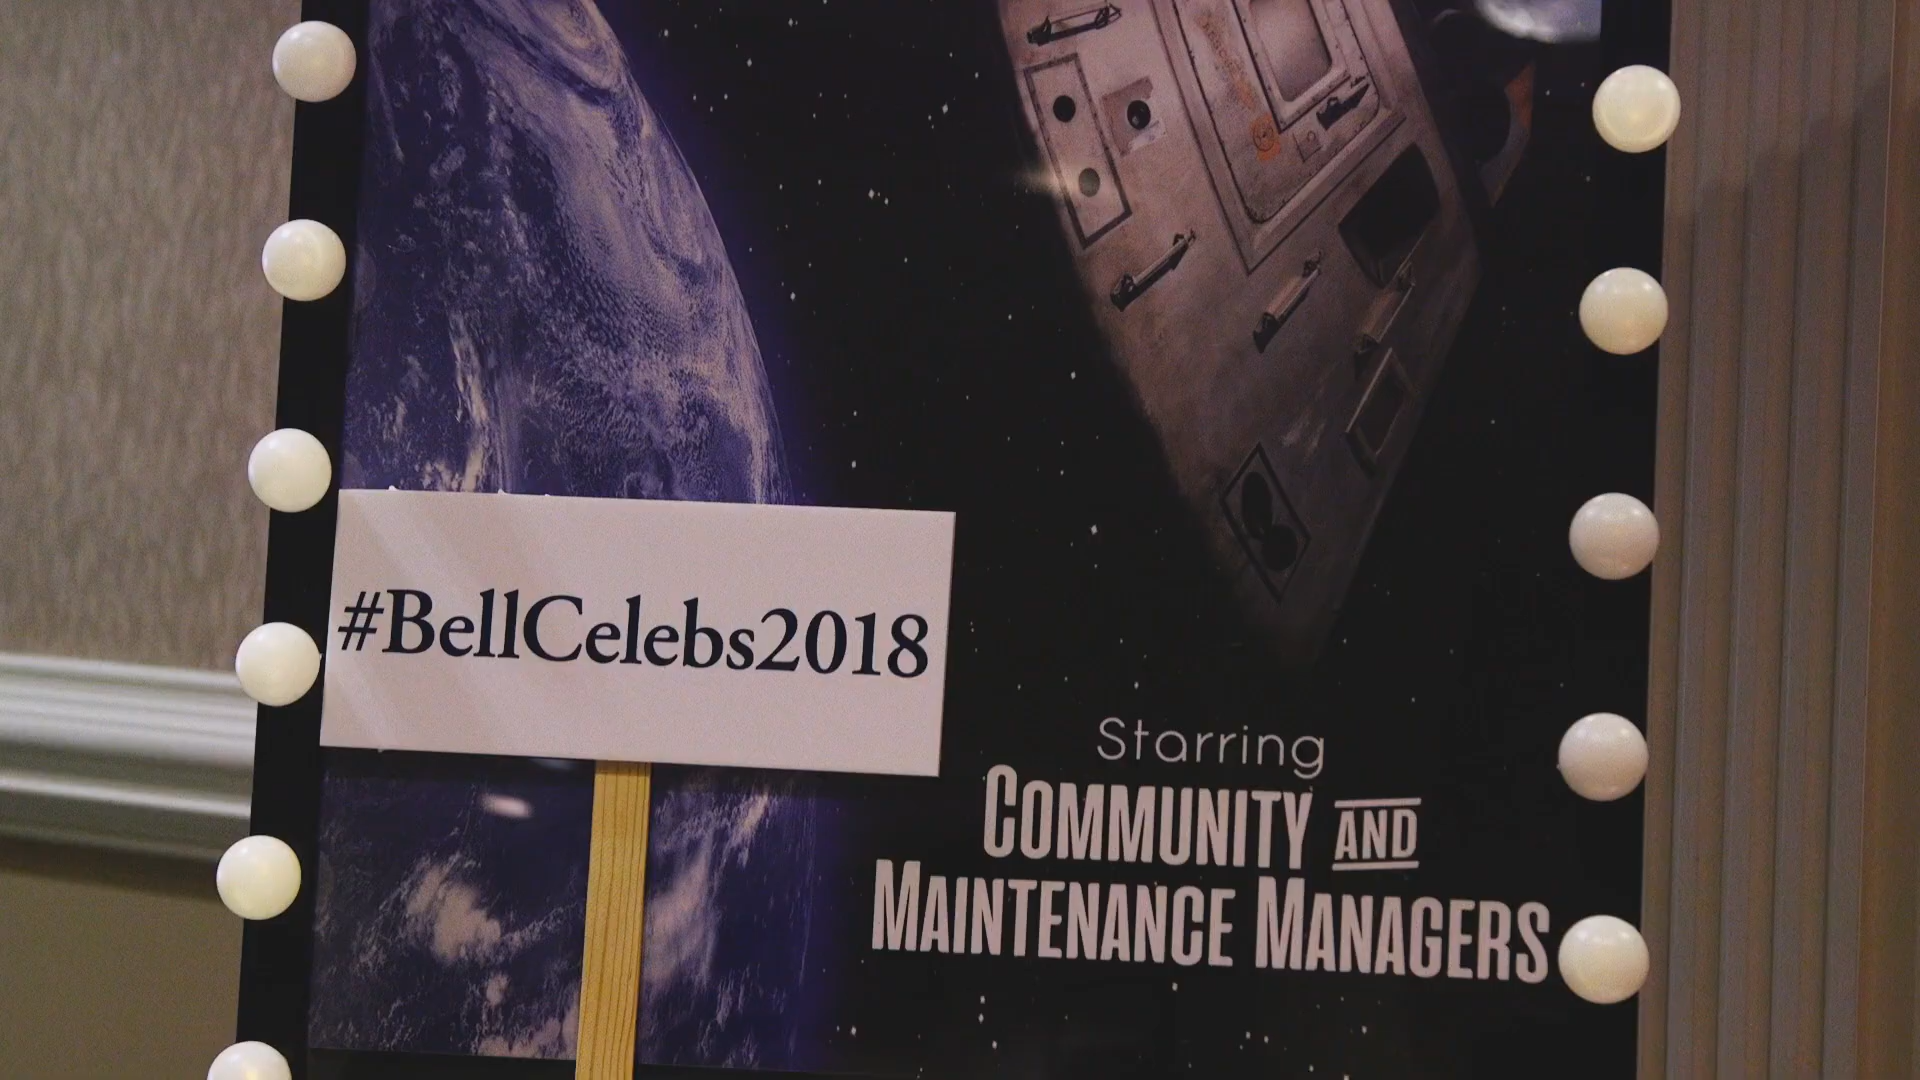 #BellCelebs2018
Starring
COMMUNITY AND
MAINTENANCE MANAGERS